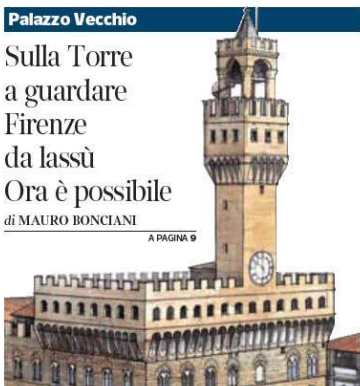 Palazzo Vecchio
Sulla Torre
a guardare
Firenze
da lassù
Ora è possibile
di MAURO BONCIANI
A PAGINA 9